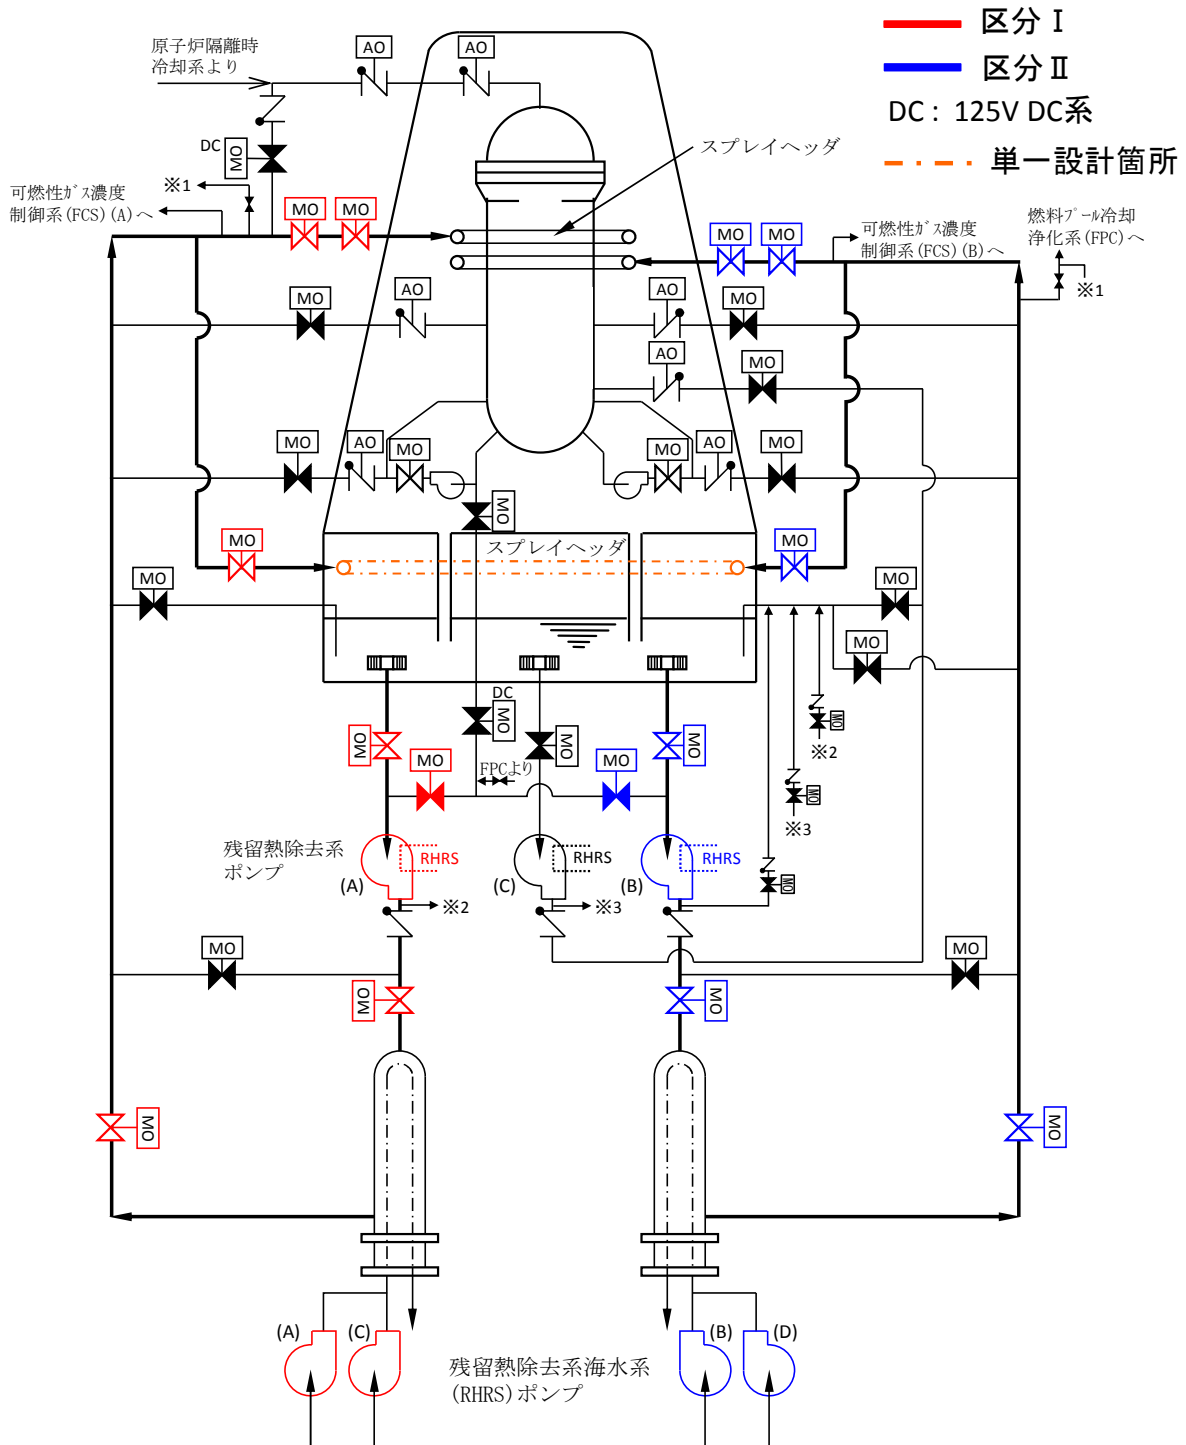 区分Ⅰ
区分Ⅱ
DC : 125V DC系
単一設計箇所
原子炉隔離時
冷却系より
AO
AO
スプレイヘッダ
DC
MO
※1
可燃性ガス濃度
制御系(FCS)(A)へ
MO
MO
MO
MO
可燃性ガス濃度
制御系(FCS)(B)へ
燃料プール冷却
浄化系(FPC)へ
※1
MO
AO
AO
MO
AO
MO
MO
AO
MO
MO
AO
MO
MO
スプレイヘッダ
MO
MO
MO
MO
MO
DC
MO
MO
MO
MO
MO
※2
MO
FPCより
MO
MO
※3
残留熱除去系
ポンプ
RHRS
(A)
RHRS
(C)
RHRS
(B)
MO
※2
※3
MO
MO
MO
MO
MO
MO
(A)
(C)
(B)
(D)
残留熱除去系海水系
(RHRS)ポンプ